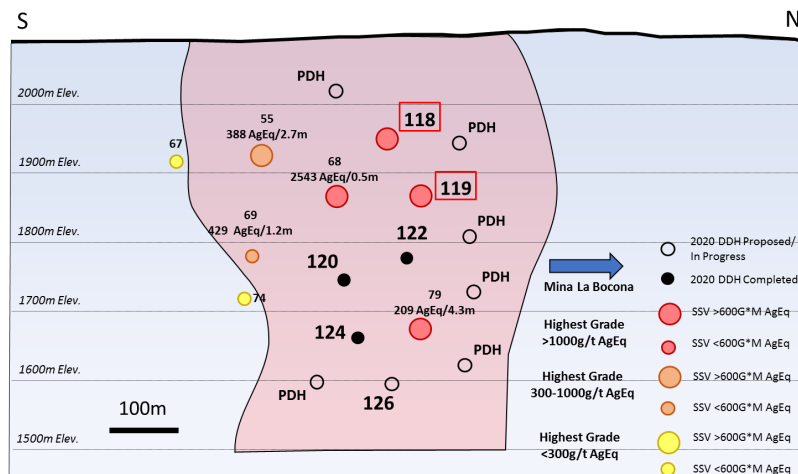 S
N
2000m Elev.
1900m Elev.
1800m Elev.
1700m Elev.
1600m Elev.
1500m Elev.
PDH
118
PDH
55
388 AgEq/2.7m
67
68
2543 AgEq/0.5m
119
69
429 AgEq/1.2m
122
PDH
120
74
PDH
79
209 AgEq/4.3m
124
PDH
PDH
126
100m
Mina La Bocona
2020 DDH Proposed/
In Progress
2020 DDH Completed
Highest Grade
>1000g/t AgEq
SSV >600G*M AgEq
SSV <600G*M AgEq
Highest Grade
300-1000g/t AgEq
SSV >600G*M AgEq
SSV <600G*M AgEq
Highest Grade
<300g/t AgEq
SSV >600G*M AgEq
SSV <600G*M AgEq